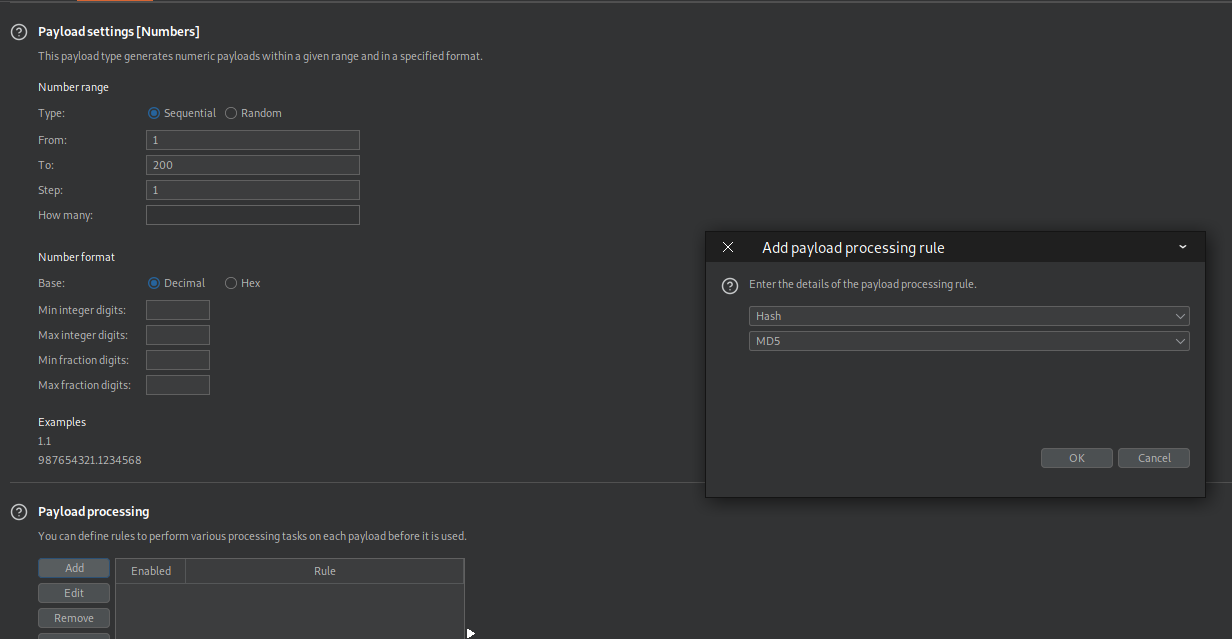 Payload settings [Numbers]
This payload type generates numeric payloads within a given range and in a specified format.
Number range
Type: Sequential Random
From: 1
To: 200
Step: 1
How many:
Number format
Base: Decimal Hex
Min integer digits:
Max integer digits:
Min fraction digits:
Max fraction digits:
Examples
1.1
987654321.1234568
Payload processing
You can define rules to perform various processing tasks on each payload before it is used.
Add
Enabled Rule
Edit
Remove
Add payload processing rule
Enter the details of the payload processing rule.
Hash
MD5
OK Cancel